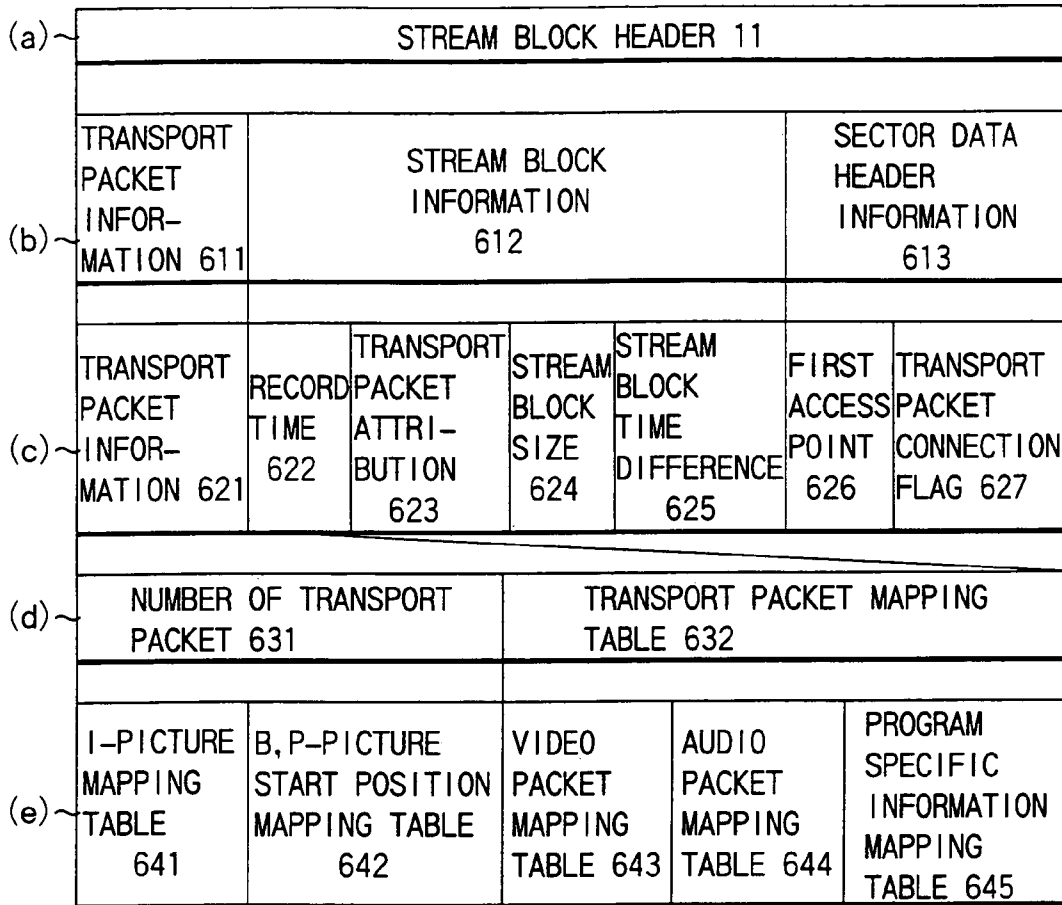 (a)
STREAM BLOCK HEADER 11
(b)
TRANSPORT
PACKET
INFOR-
MATION 611
STREAM BLOCK
INFORMATION
612
SECTOR DATA
HEADER
INFORMATION
613
(c)
TRANSPORT
PACKET
INFOR-
MATION 621
RECORD
TIME
622
TRANSPORT
PACKET
ATTRI-
BUTION
623
STREAM
BLOCK
SIZE
624
STREAM
BLOCK
TIME
DIFFERENCE
625
FIRST
ACCESS
POINT
626
TRANSPORT
PACKET
CONNECTION
FLAG 627
(d)
NUMBER OF TRANSPORT
PACKET 631
TRANSPORT PACKET MAPPING
TABLE 632
(e)
I-PICTURE
MAPPING
TABLE
641
B,P-PICTURE
START POSITION
MAPPING TABLE
642
VIDEO
PACKET
MAPPING
TABLE 643
AUDIO
PACKET
MAPPING
TABLE 644
PROGRAM
SPECIFIC
INFORMATION
MAPPING
TABLE 645